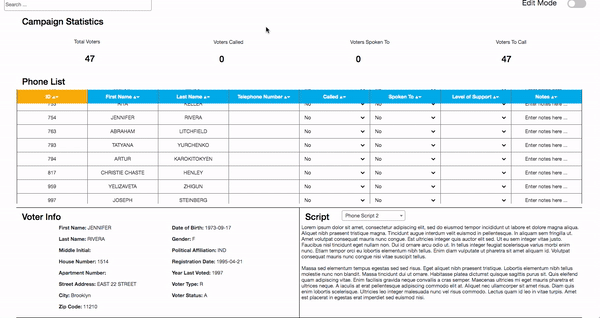 Search ...
Edit Mode
Campaign Statistics
Total Voters Voters Called Voters Spoken To Voters To Call
47 0 0 47
Phone List
ID First Name Last Name Telephone Number Called Spoken To Level of Support Notes
KELLER No No Enter notes here ...
754 JENNIFER RIVERA No No Enter notes here ...
763 ABRAHAM LITCHFIELD No No Enter notes here ...
793 TATYANA YURCHENKO No No Enter notes here ...
794 ARTUR KAROKITOKYEN No No Enter notes here ...
817 CHRISTIE CHASTE HENLEY No No Enter notes here ...
959 YELIZAVETA ZHIGUN No No Enter notes here ...
997 JOSEPH STEINBERG No No Enter notes here ...
Voter Info
First Name: JENNIFER
Last Name: RIVERA
Middle Initial:
House Number: 1514
Apartment Number:
Street Address: EAST 22 STREET
City: Brooklyn
Zip Code: 11210
Date of Birth: 1973-09-17
Gender: F
Political Affiliation: IND
Registration Date: 1995-04-21
Year Last Voted: 1997
Voter Type: R
Voter Status: A
Script Phone Script 2
Lorem ipsum dolor sit amet, consectetur adipiscing elit, sed do eiusmod tempor incididunt ut labore et dolore magna aliqua.
Aliquet nibh praesent tristique magna. Tincidunt augue interdum velit euismod in pellentesque. In aliquam sem fringilla ut.
Amet volutpat consequat mauris nunc congue. Est ultricies integer quis auctor elit sed. Ut eu sem integer vitae justo.
Faucibus nisl tincidunt eget nullam non. Dui id ornare arcu odio ut. In tellus integer feugiat scelerisque varius morbi enim
nunc. Etiam tempor orci eu lobortis elementum nibh tellus. Enim diam vulputate ut pharetra sit amet aliquam id. Volutpat
consequat mauris nunc congue nisi vitae suscipit tellus.
Massa sed elementum tempus egestas sed sed risus. Eget aliquet nibh praesent tristique. Lobortis elementum nibh tellus
molestie nunc non blandit. Massa tincidunt dui ut ornare. Habitasse platea dictumst quisque sagittis purus sit. Quis eleifend
quam adipiscing vitae. Enim facilisis gravida neque convallis a cras semper. Maecenas ultricies mi eget mauris pharetra et
ultrices neque. A iaculis at erat pellentesque adipiscing commodo elit at. Aliquet nec ullamcorper sit amet risus. Diam quis
enim lobortis scelerisque. Ultricies leo integer malesuada nunc vel risus commodo. Lectus quam id leo in vitae turpis. Amet
est placerat in egestas erat imperdiet sed euismod nisi.